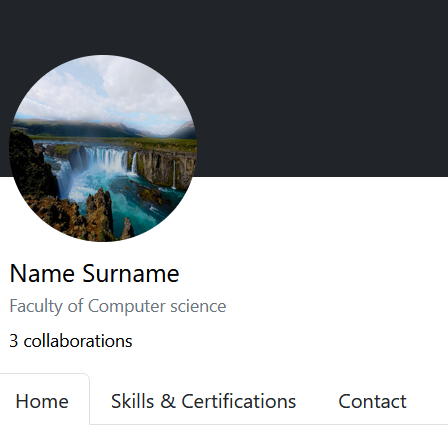 Name Surname
Faculty of Computer science
3 collaborations
Home Skills & Certifications Contact